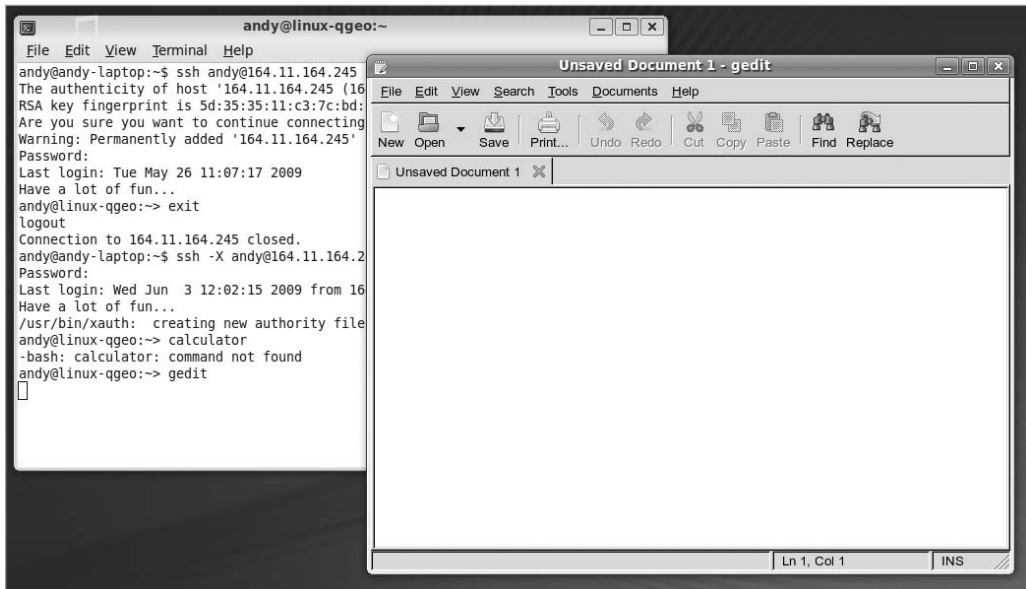 andy@linux-qgeo:~
File Edit View Terminal Help
andy@andy-laptop:~$ ssh andy@164.11.164.245
The authenticity of host '164.11.164.245 (16
RSA key fingerprint is 5d:35:35:11:c3:7c:bd:
Are you sure you want to continue connecting
Warning: Permanently added '164.11.164.245'
Password:
Last login: Tue May 26 11:07:17 2009
Have a lot of fun...
andy@linux-qgeo:~> exit
logout
Connection to 164.11.164.245 closed.
andy@andy-laptop:~$ ssh -X andy@164.11.164.2
Password:
Last login: Wed Jun  3 12:02:15 2009 from 16
Have a lot of fun...
/usr/bin/xauth:  creating new authority file
andy@linux-qgeo:~> calculator
-bash: calculator: command not found
andy@linux-qgeo:~> gedit
Unsaved Document 1 - gedit
File Edit View Search Tools Documents Help
New Open Save Print... Undo Redo Cut Copy Paste Find Replace
Unsaved Document 1
Ln 1, Col 1 INS